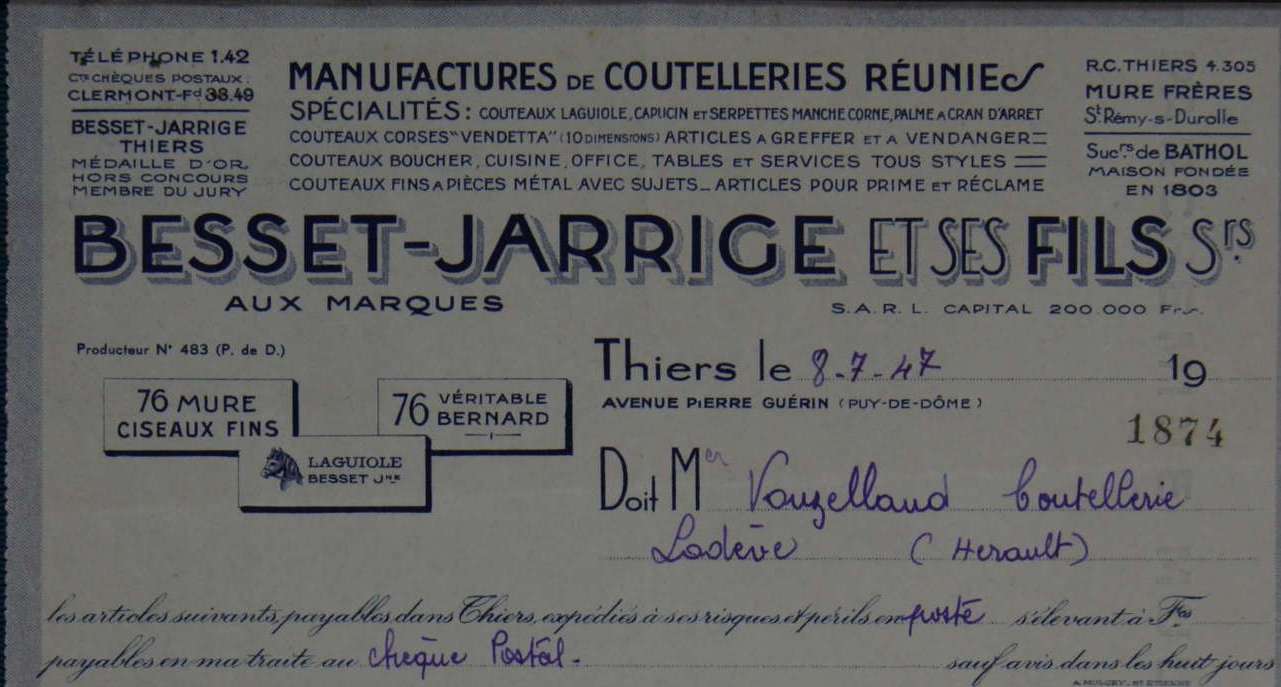 TÉLÉPHONE 1.42
CTE CHÈQUES POSTAUX.
CLERMONT-Fd 38.49
BESSET-JARRIGE
THIERS
MÉDAILLE D'OR,
HORS CONCOURS
MEMBRE DU JURY
MANUFACTURES DE COUTELLERIES RÉUNIES
SPÉCIALITÉS: COUTEAUX LAGUIOLE, CAPUCIN ET SERPETTES MANCHE CORNE, PALME A CRAN D'ARRET
COUTEAUX CORSES "VENDETTA" (10 DIMENSIONS) ARTICLES A GREFFER ET A VENDANGER
COUTEAUX BOUCHER, CUISINE, OFFICE, TABLES ET SERVICES TOUS STYLES
COUTEAUX FINS A PIÈCES MÉTAL AVEC SUJETS_ARTICLES POUR PRIME ET RÉCLAME
R.C. THIERS 4.305
MURE FRÈRES
St Rémy-s-Durolle
Sucrs de BATHOL
MAISON FONDÉE
EN 1803
BESSET-JARRIGE ET SES FILS Srs
AUX MARQUES
S.A.R.L. CAPITAL 200.000 Frs.
Producteur N° 483 (P. de D.)
76 MURE
CISEAUX FINS
76 VÉRITABLE
BERNARD
LAGUIOLE
BESSET JNE
Thiers le 8-7-47 19
AVENUE PIERRE GUÉRIN (PUY-DE-DÔME)
1874
Doit Mer Vouzelland Coutellerie
Lodève (Herault)
les articles suivants, payables dans Thiers, expédiés à ses risques et périls en poste s'élevant à Frs
payables en ma traite au chèque Postal. sauf avis dans les huit jours